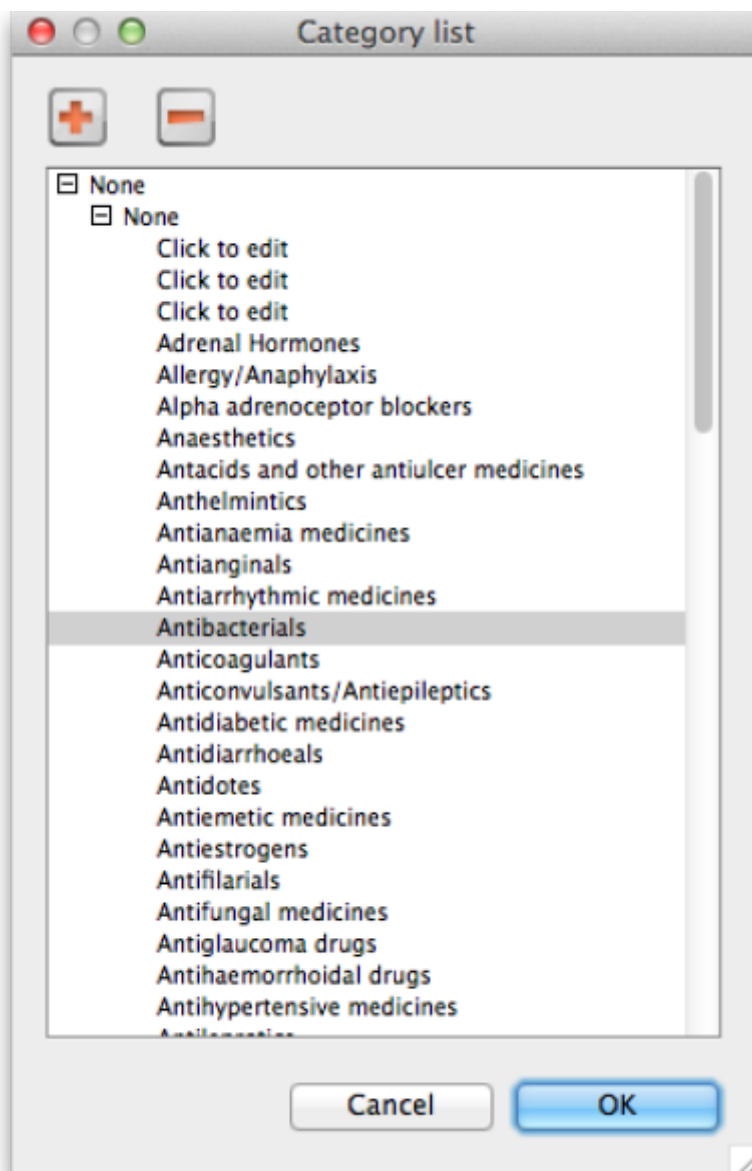 Category list
None
None
Click to edit
Click to edit
Click to edit
Adrenal Hormones
Allergy/Anaphylaxis
Alpha adrenoceptor blockers
Anaesthetics
Antacids and other antiulcer medicines
Anthelmintics
Antianaemia medicines
Antianginals
Antiarrhythmic medicines
Antibacterials
Anticoagulants
Anticonvulsants/Antiepileptics
Antidiabetic medicines
Antidiarrhoeals
Antidotes
Antiemetic medicines
Antiestrogens
Antifilarials
Antifungal medicines
Antiglaucoma drugs
Antihaemorrhoidal drugs
Antihypertensive medicines
Cancel OK